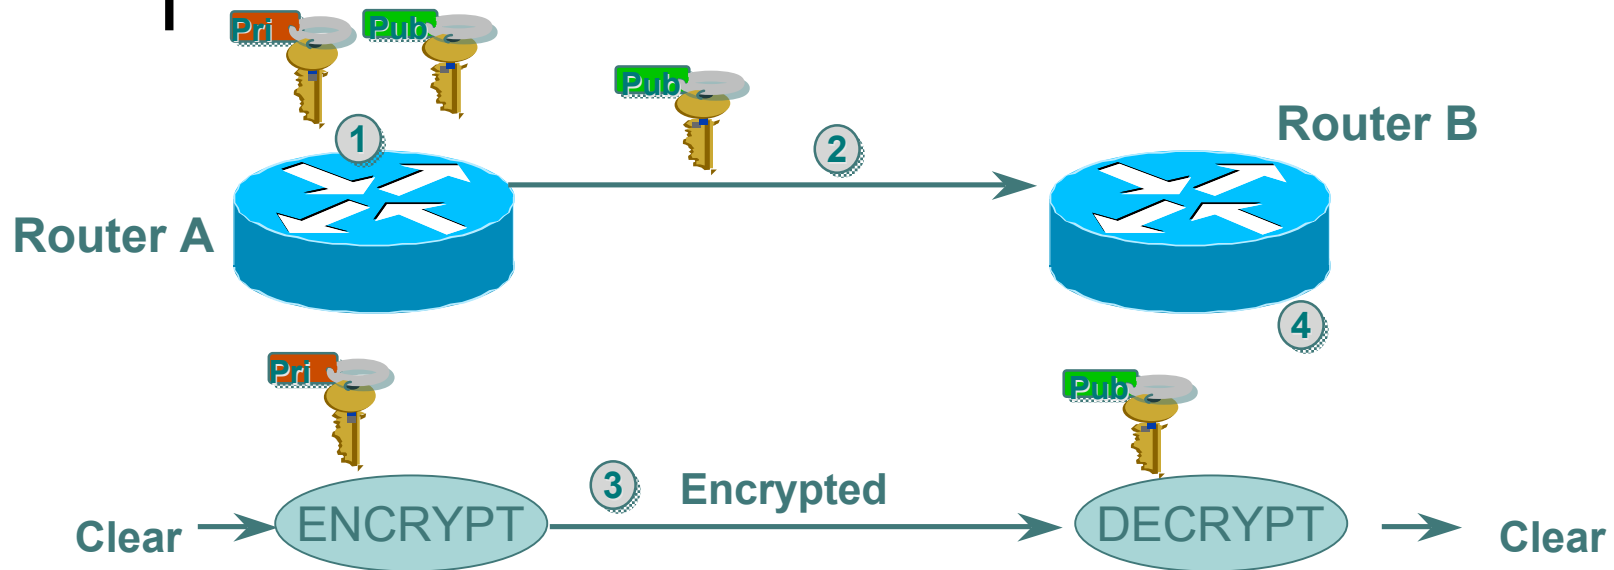 Pri
Pub
Pub
1
2
Router B
Router A
4
Pri
Pub
3
Encrypted
Clear
ENCRYPT
DECRYPT
Clear